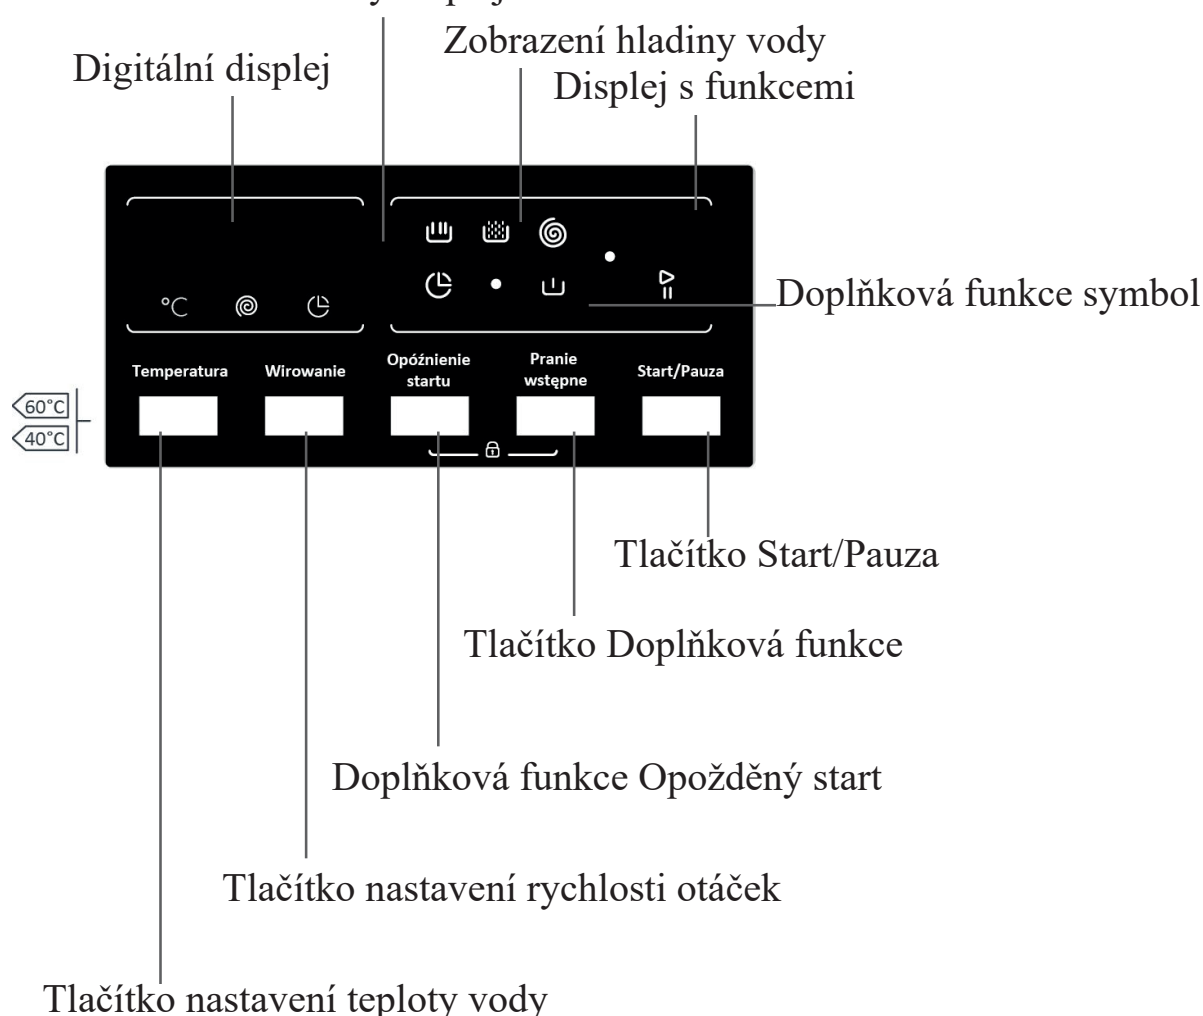 Zobrazení hladiny vody
Digitální displej
Displej s funkcemi
Doplňková funkce symbol
°C
Temperatura
Wirowanie
Opóźnienie
startu
Pranie
wstępne
Start/Pauza
60°C
40°C
Tlačítko Start/Pauza
Tlačítko Doplňková funkce
Doplňková funkce Opožděný start
Tlačítko nastavení rychlosti otáček
Tlačítko nastavení teploty vody